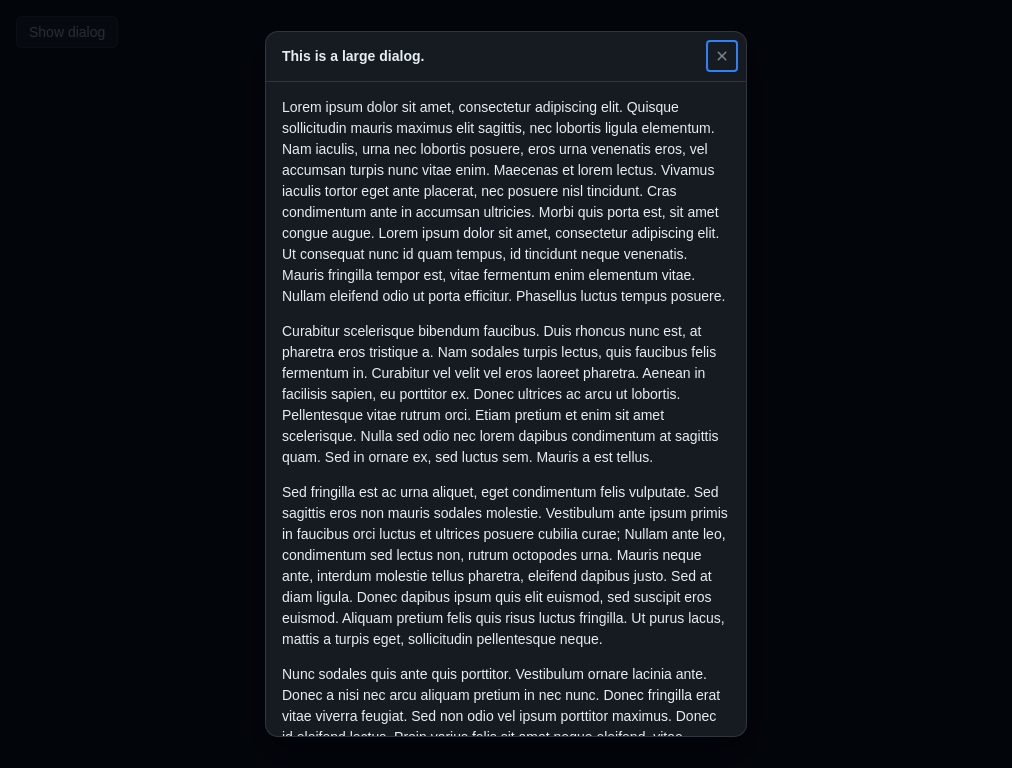 Show dialog
This is a large dialog.
Lorem ipsum dolor sit amet, consectetur adipiscing elit. Quisque
sollicitudin mauris maximus elit sagittis, nec lobortis ligula elementum.
Nam iaculis, urna nec lobortis posuere, eros urna venenatis eros, vel
accumsan turpis nunc vitae enim. Maecenas et lorem lectus. Vivamus
iaculis tortor eget ante placerat, nec posuere nisl tincidunt. Cras
condimentum ante in accumsan ultricies. Morbi quis porta est, sit amet
congue augue. Lorem ipsum dolor sit amet, consectetur adipiscing elit.
Ut consequat nunc id quam tempus, id tincidunt neque venenatis.
Mauris fringilla tempor est, vitae fermentum enim elementum vitae.
Nullam eleifend odio ut porta efficitur. Phasellus luctus tempus posuere.
Curabitur scelerisque bibendum faucibus. Duis rhoncus nunc est, at
pharetra eros tristique a. Nam sodales turpis lectus, quis faucibus felis
fermentum in. Curabitur vel velit vel eros laoreet pharetra. Aenean in
facilisis sapien, eu porttitor ex. Donec ultrices ac arcu ut lobortis.
Pellentesque vitae rutrum orci. Etiam pretium et enim sit amet
scelerisque. Nulla sed odio nec lorem dapibus condimentum at sagittis
quam. Sed in ornare ex, sed luctus sem. Mauris a est tellus.
Sed fringilla est ac urna aliquet, eget condimentum felis vulputate. Sed
sagittis eros non mauris sodales molestie. Vestibulum ante ipsum primis
in faucibus orci luctus et ultrices posuere cubilia curae; Nullam ante leo,
condimentum sed lectus non, rutrum octopodes urna. Mauris neque
ante, interdum molestie tellus pharetra, eleifend dapibus justo. Sed at
diam ligula. Donec dapibus ipsum quis elit euismod, sed suscipit eros
euismod. Aliquam pretium felis quis risus luctus fringilla. Ut purus lacus,
mattis a turpis eget, sollicitudin pellentesque neque.
Nunc sodales quis ante quis porttitor. Vestibulum ornare lacinia ante.
Donec a nisi nec arcu aliquam pretium in nec nunc. Donec fringilla erat
vitae viverra feugiat. Sed non odio vel ipsum porttitor maximus. Donec
id eleifend lectus. Proin varius felis sit amet neque eleifend, vitae